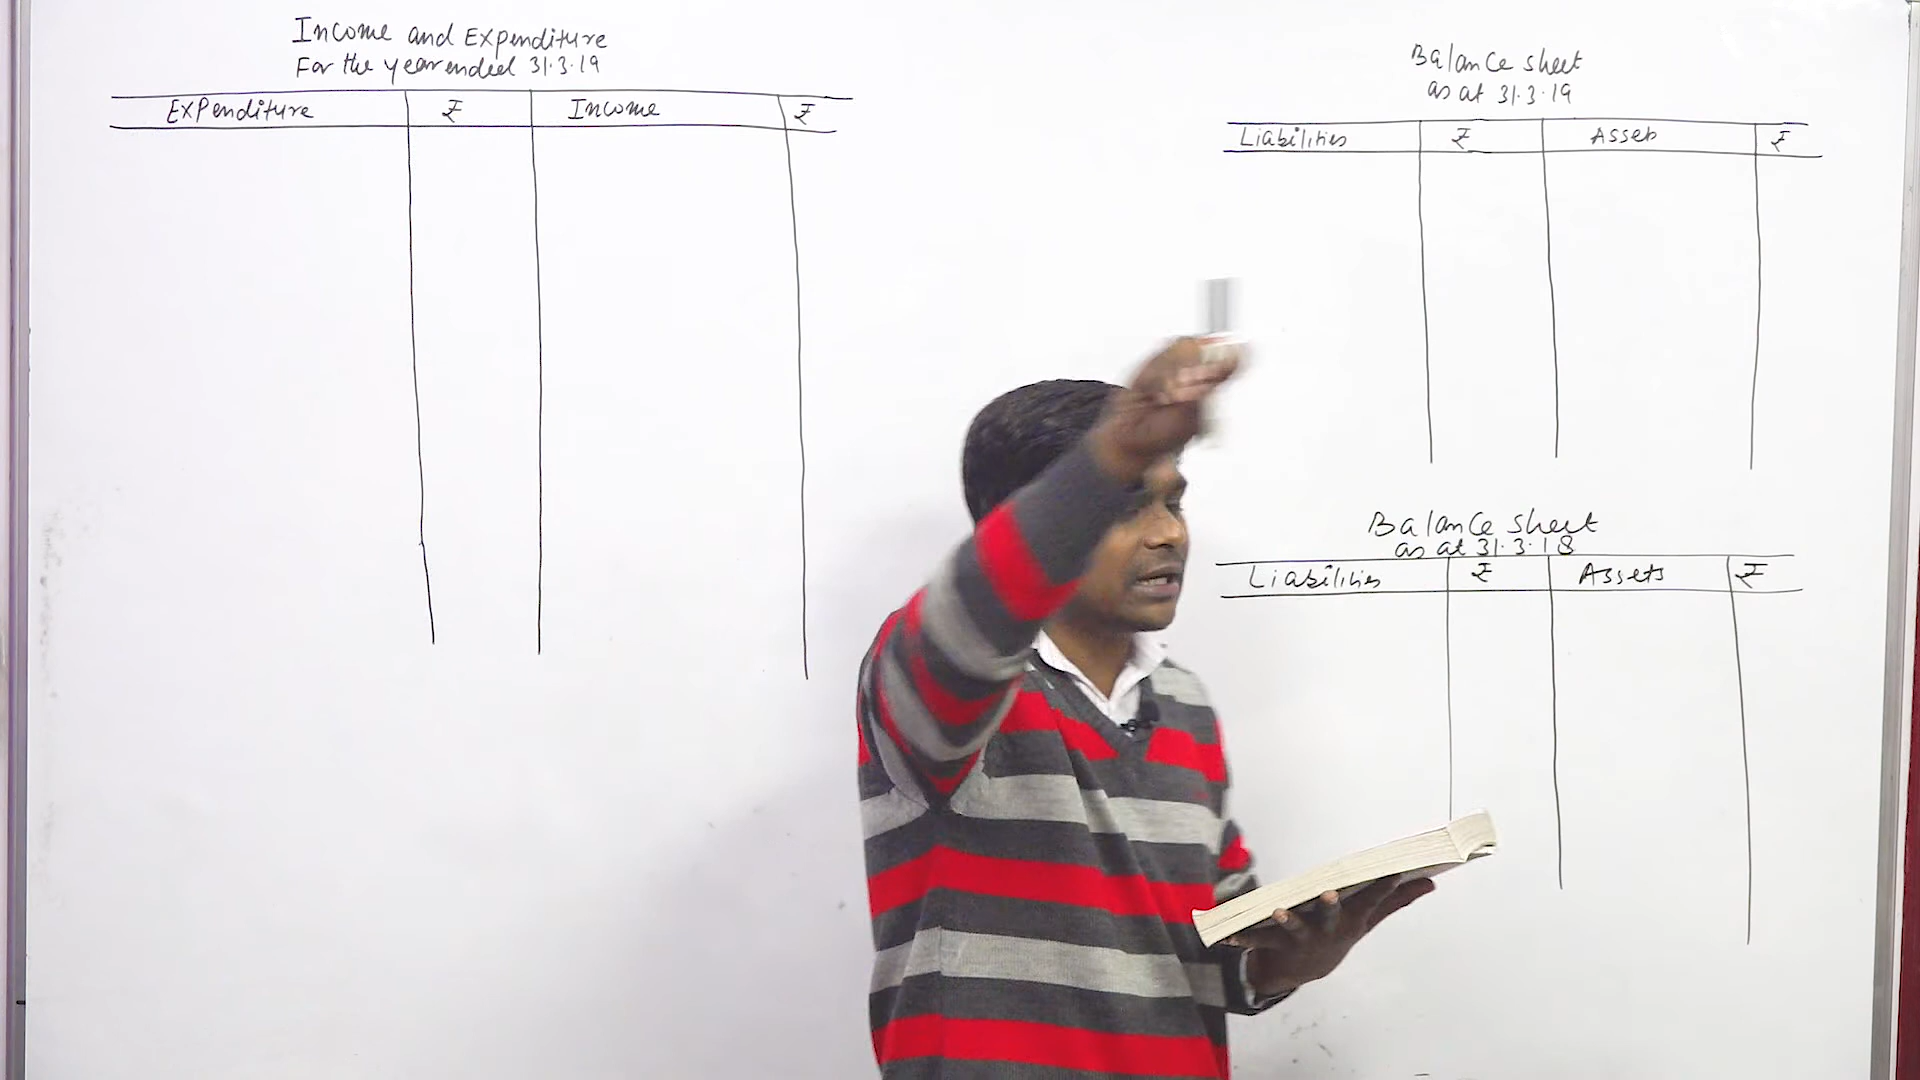 Income and Expenditure
For the year ended 31.3.19
Expenditure ₹ Income ₹
Balance sheet
as at 31.3.19
Liabilities ₹ Assets ₹
Balance sheet
as at 31.3.18
Liabilities ₹ Assets ₹